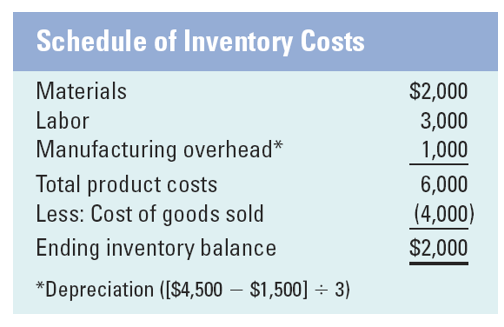 Schedule of Inventory Costs
Materials $2,000
Labor 3,000
Manufacturing overhead* 1,000
Total product costs 6,000
Less: Cost of goods sold (4,000)
Ending inventory balance $2,000
*Depreciation ([$4,500 – $1,500] ÷ 3)